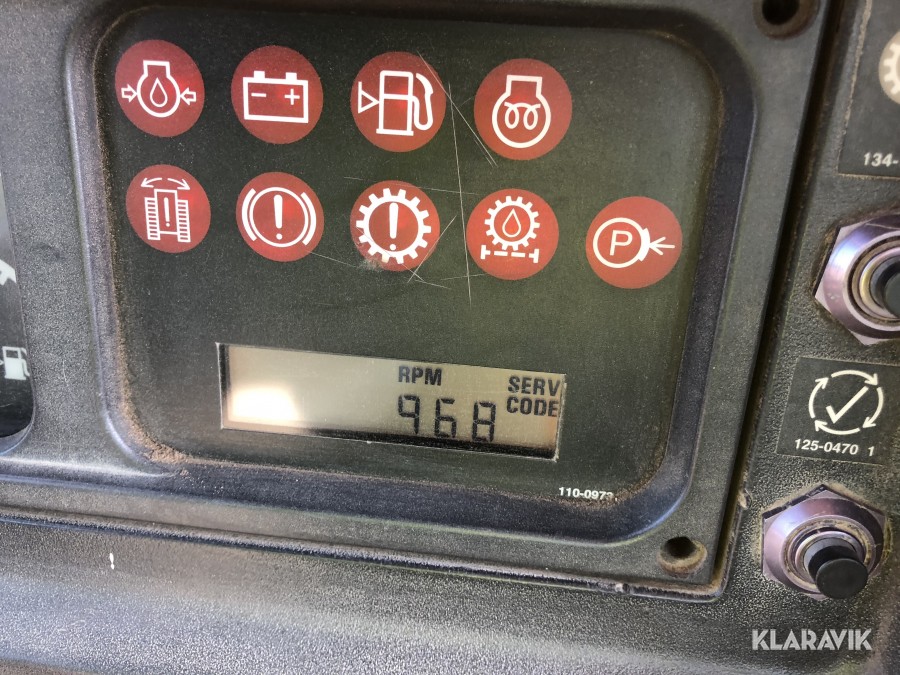 134-
P
RPM
SERV
CODE
968
125-0470 1
110-0973
KLARAVIK